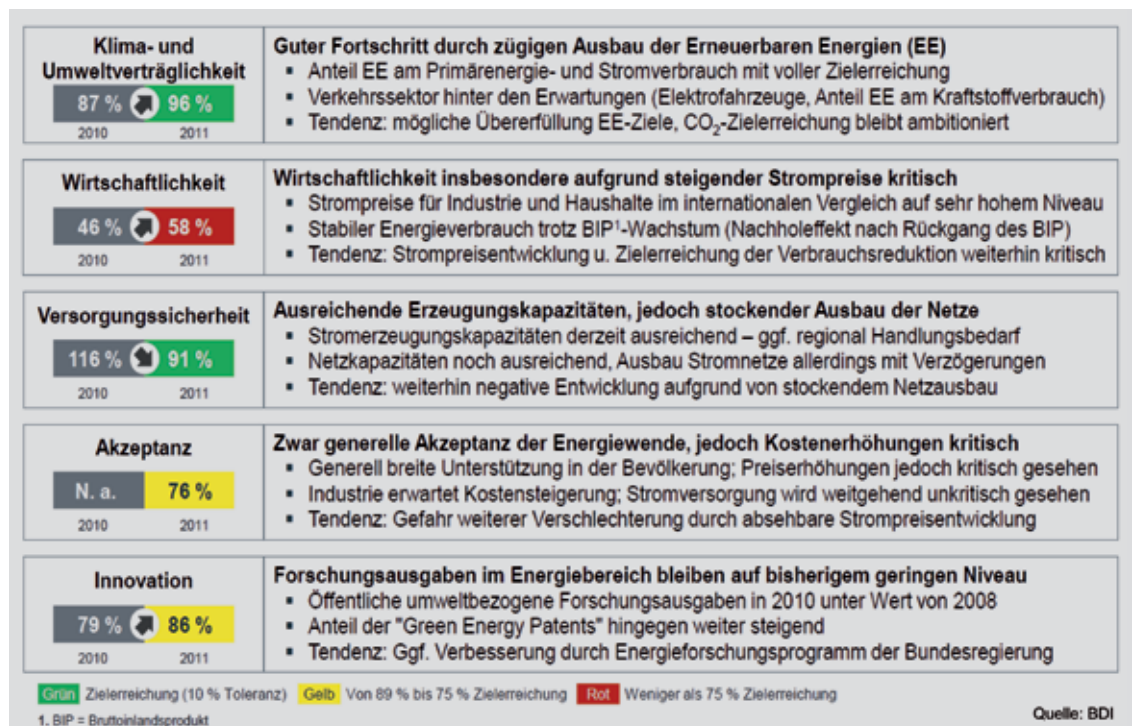 Klima- und
Umweltverträglichkeit
87 % 96 %
2010 2011
Guter Fortschritt durch zügigen Ausbau der Erneuerbaren Energien (EE)
▪ Anteil EE am Primärenergie- und Stromverbrauch mit voller Zielerreichung
▪ Verkehrssektor hinter den Erwartungen (Elektrofahrzeuge, Anteil EE am Kraftstoffverbrauch)
▪ Tendenz: mögliche Übererfüllung EE-Ziele, CO₂-Zielerreichung bleibt ambitioniert
Wirtschaftlichkeit
46 % 58 %
2010 2011
Wirtschaftlichkeit insbesondere aufgrund steigender Strompreise kritisch
▪ Strompreise für Industrie und Haushalte im internationalen Vergleich auf sehr hohem Niveau
▪ Stabiler Energieverbrauch trotz BIP¹-Wachstum (Nachholeffekt nach Rückgang des BIP)
▪ Tendenz: Strompreisentwicklung u. Zielerreichung der Verbrauchsreduktion weiterhin kritisch
Versorgungssicherheit
116 % 91 %
2010 2011
Ausreichende Erzeugungskapazitäten, jedoch stockender Ausbau der Netze
▪ Stromerzeugungskapazitäten derzeit ausreichend – ggf. regional Handlungsbedarf
▪ Netzkapazitäten noch ausreichend, Ausbau Stromnetze allerdings mit Verzögerungen
▪ Tendenz: weiterhin negative Entwicklung aufgrund von stockendem Netzausbau
Akzeptanz
N. a. 76 %
2010 2011
Zwar generelle Akzeptanz der Energiewende, jedoch Kostenerhöhungen kritisch
▪ Generell breite Unterstützung in der Bevölkerung; Preiserhöhungen jedoch kritisch gesehen
▪ Industrie erwartet Kostensteigerung; Stromversorgung wird weitgehend unkritisch gesehen
▪ Tendenz: Gefahr weiterer Verschlechterung durch absehbare Strompreisentwicklung
Innovation
79 % 86 %
2010 2011
Forschungsausgaben im Energiebereich bleiben auf bisherigem geringen Niveau
▪ Öffentliche umweltbezogene Forschungsausgaben in 2010 unter Wert von 2008
▪ Anteil der "Green Energy Patents" hingegen weiter steigend
▪ Tendenz: Ggf. Verbesserung durch Energieforschungsprogramm der Bundesregierung
Grün Zielerreichung (10 % Toleranz) Gelb Von 89 % bis 75 % Zielerreichung Rot Weniger als 75 % Zielerreichung
1. BIP = Bruttoinlandsprodukt
Quelle: BDI